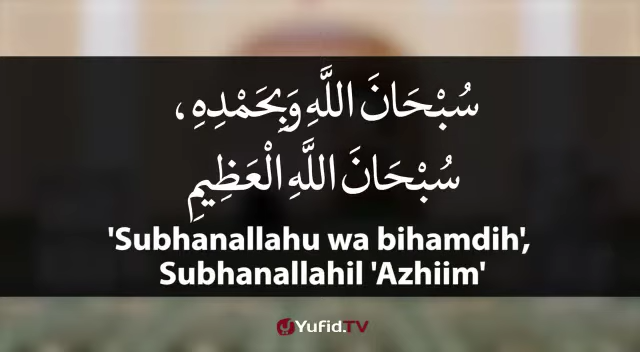 سُبْحَانَ اللَّهِ وَبِحَمْدِهِ ،
سُبْحَانَ اللَّهِ الْعَظِيمِ
'Subhanallahu wa bihamdih',
Subhanallahil 'Azhiim'
Yufid.TV